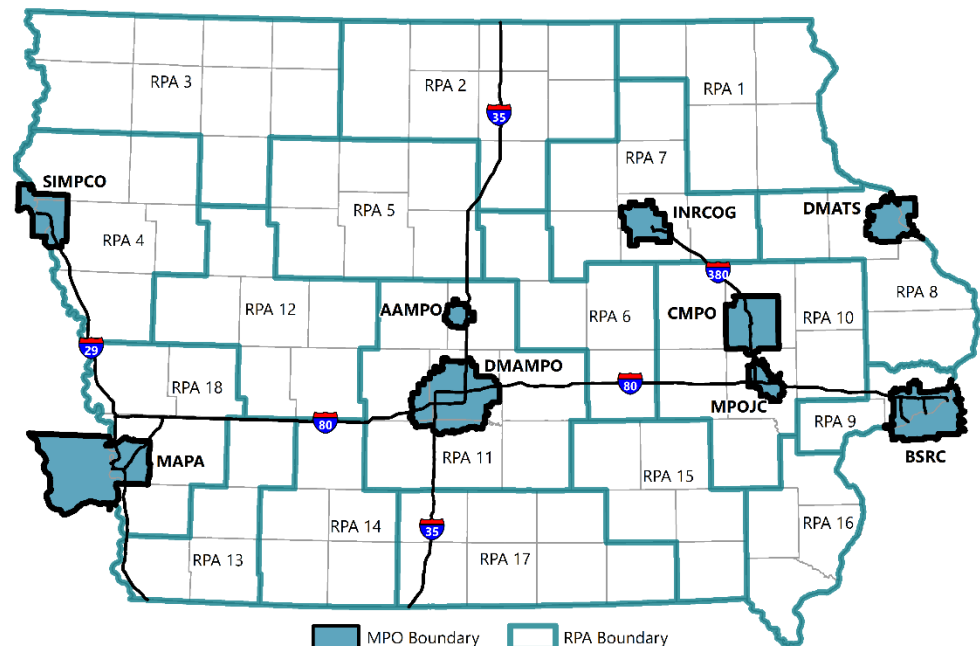 RPA 3
RPA 2
RPA 1
35
RPA 7
SIMPCO
RPA 5
INRCOG
DMATS
RPA 4
380
RPA 8
AAMPO
RPA 12
RPA 6
CMPO
RPA 10
29
DMAMPO
RPA 18
80
MPOJC
80
RPA 9
BSRC
MAPA
RPA 11
RPA 15
RPA 14
35
RPA 16
RPA 13
RPA 17
MPO Boundary
RPA Boundary